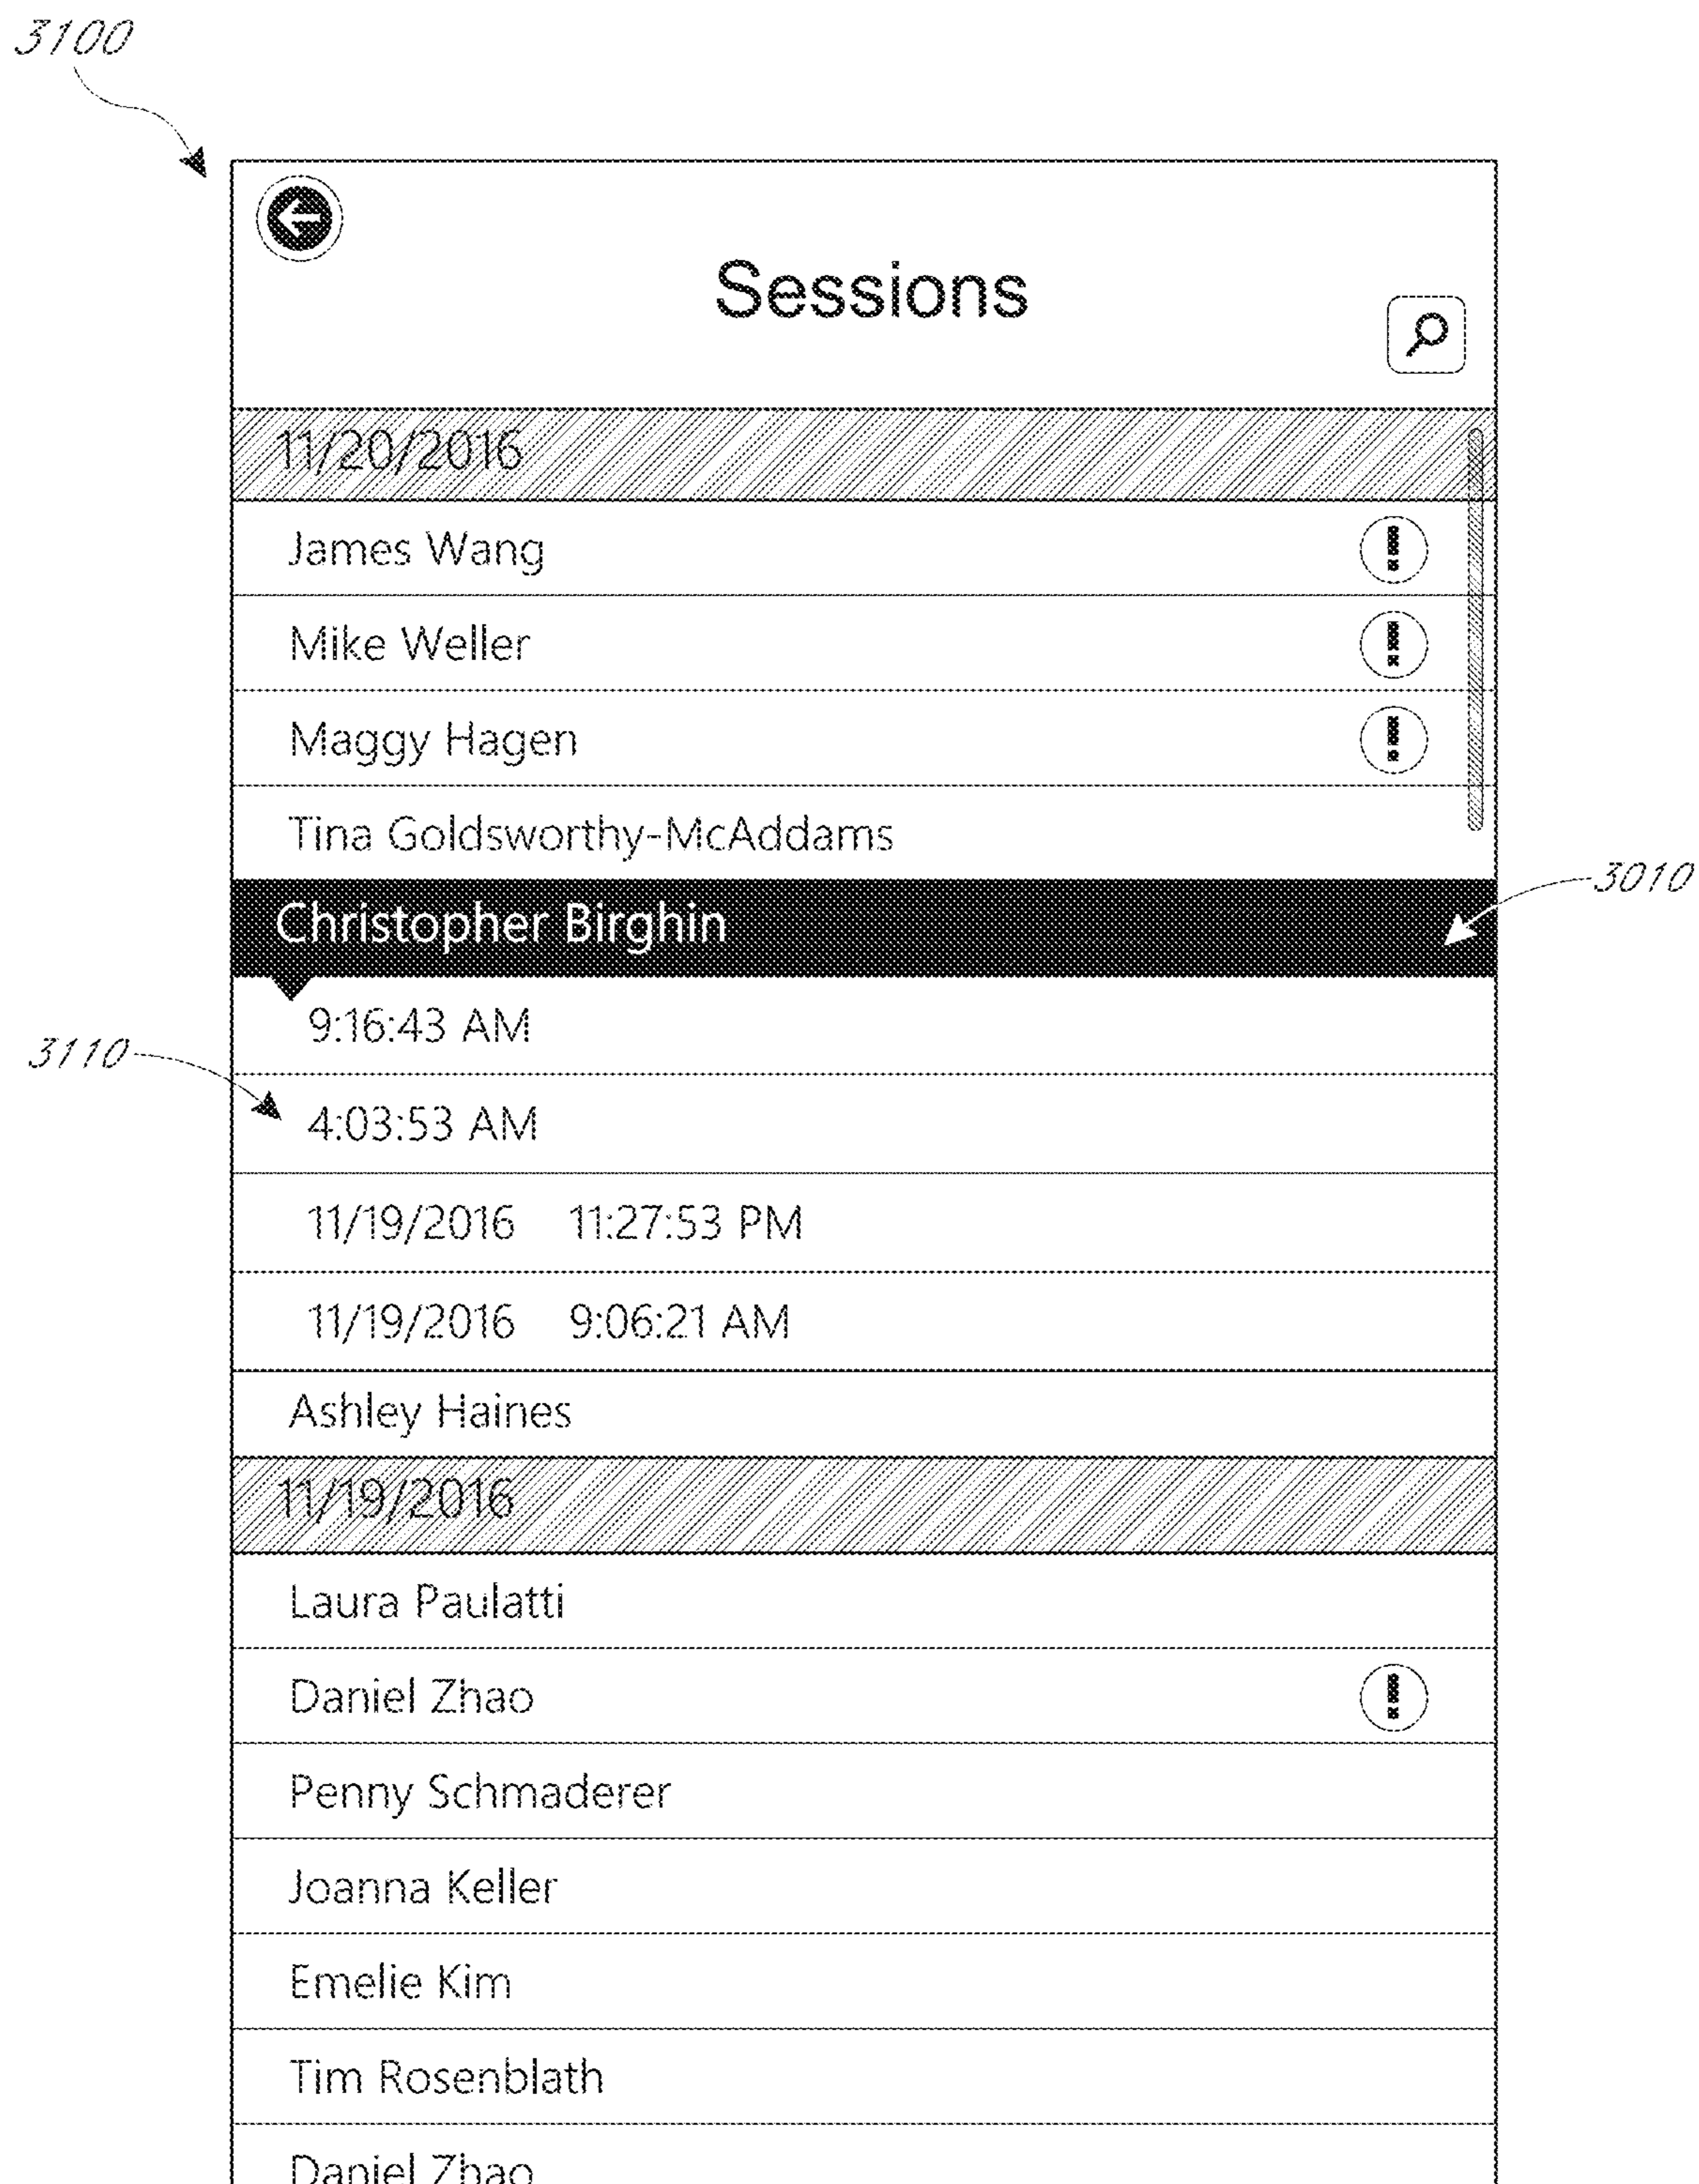 3100
Sessions
11/20/2016
James Wang
Mike Weller
Maggy Hagen
Tina Goldsworthy-McAddams
Christopher Birghin
3010
9:16:43 AM
3110
4:03:53 AM
11/19/2016 11:27:53 PM
11/19/2016 9:06:21 AM
Ashley Haines
11/19/2016
Laura Paulatti
Daniel Zhao
Penny Schmaderer
Joanna Keller
Emelie Kim
Tim Rosenblath
Daniel Zhao